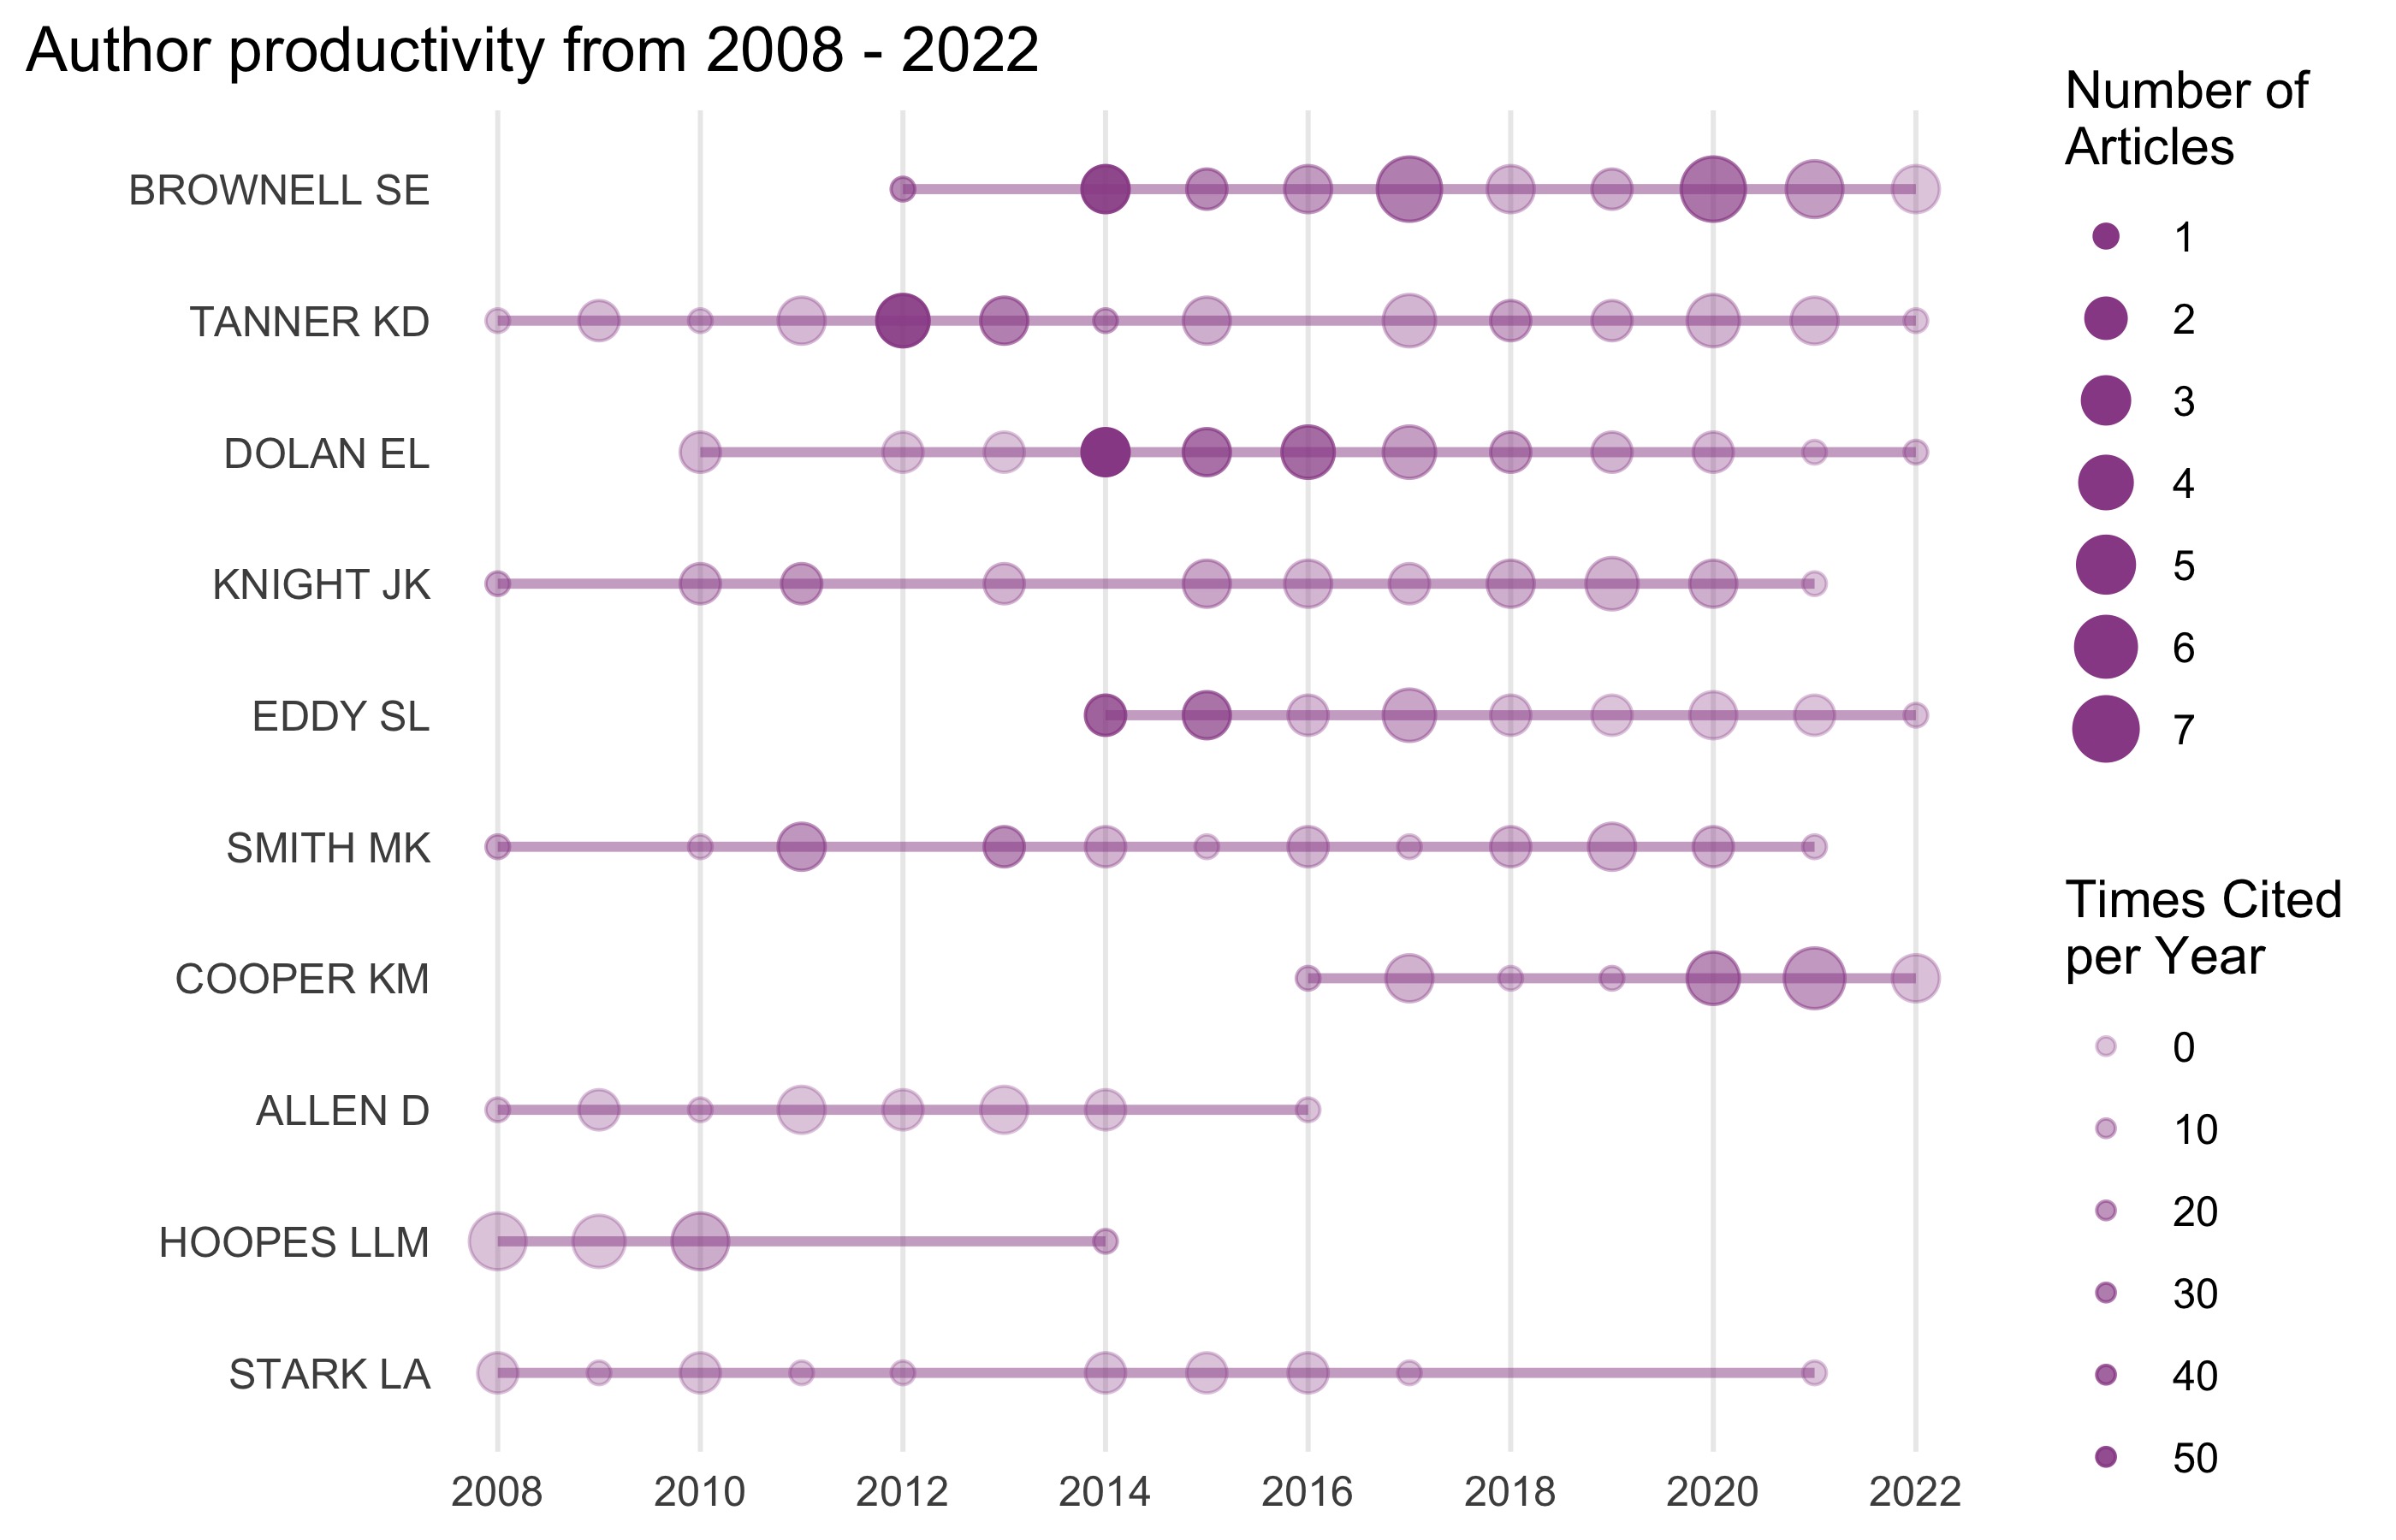 Author productivity from 2008 - 2022
BROWNELL SE
TANNER KD
DOLAN EL
KNIGHT JK
EDDY SL
SMITH MK
COOPER KM
ALLEN D
HOOPES LLM
STARK LA
2008 2010 2012 2014 2016 2018 2020 2022
Number of
Articles
1
2
3
4
5
6
7
Times Cited
per Year
0
10
20
30
40
50